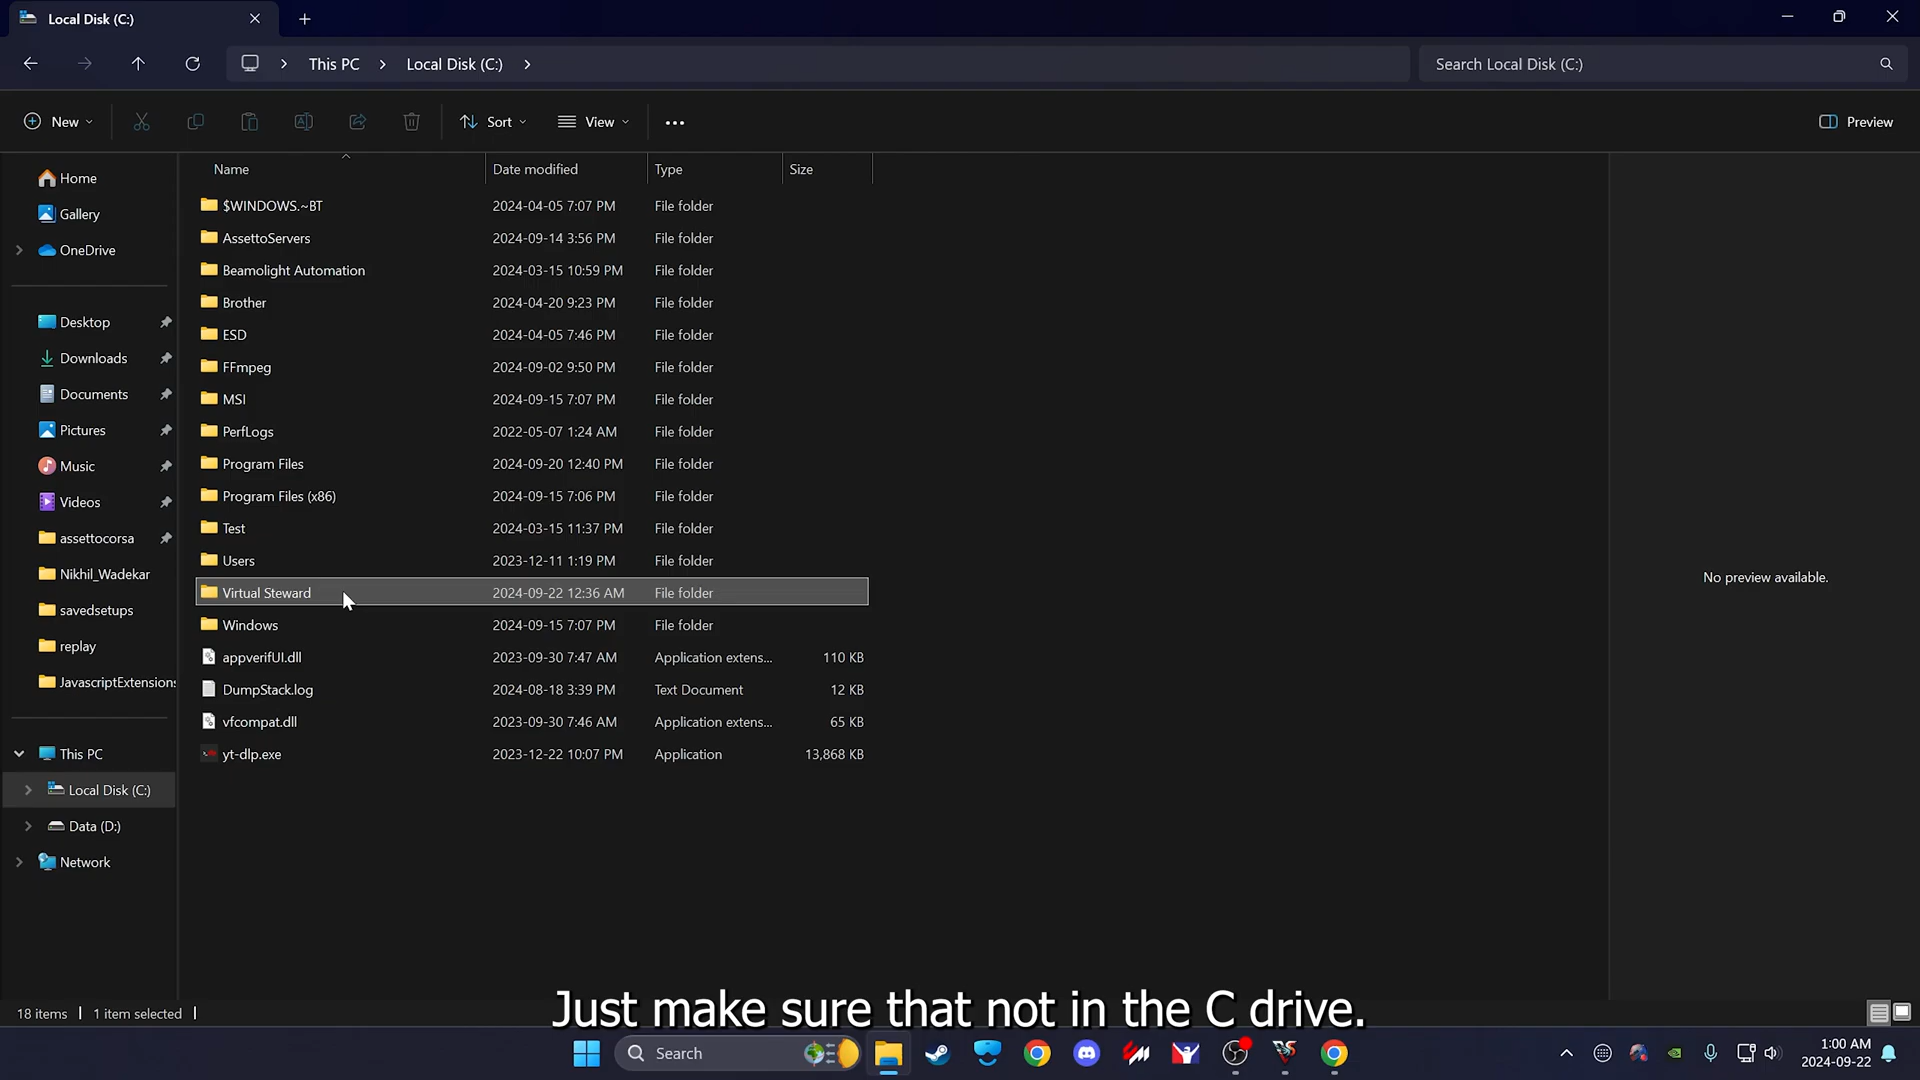 Local Disk (C:)
This PC > Local Disk (C:) >
Search Local Disk (C:)
New
Sort
View
Preview
Name
Date modified
Type
Size
Home
Gallery
OneDrive
Desktop
Downloads
Documents
Pictures
Music
Videos
assettocorsa
Nikhil_Wadekar
savedsetups
replay
JavascriptExtensions
This PC
Local Disk (C:)
Data (D:)
Network
$WINDOWS.~BT 2024-04-05 7:07 PM File folder
AssettoServers 2024-09-14 3:56 PM File folder
Beamolight Automation 2024-03-15 10:59 PM File folder
Brother 2024-04-20 9:23 PM File folder
ESD 2024-04-05 7:46 PM File folder
FFmpeg 2024-09-02 9:50 PM File folder
MSI 2024-09-15 7:07 PM File folder
PerfLogs 2022-05-07 1:24 AM File folder
Program Files 2024-09-20 12:40 PM File folder
Program Files (x86) 2024-09-15 7:06 PM File folder
Test 2024-03-15 11:37 PM File folder
Users 2023-12-11 1:19 PM File folder
Virtual Steward 2024-09-22 12:36 AM File folder
Windows 2024-09-15 7:07 PM File folder
appverifUI.dll 2023-09-30 7:47 AM Application extens... 110 KB
DumpStack.log 2024-08-18 3:39 PM Text Document 12 KB
vfcompat.dll 2023-09-30 7:46 AM Application extens... 65 KB
yt-dlp.exe 2023-12-22 10:07 PM Application 13,868 KB
No preview available.
18 items
1 item selected
Just make sure that not in the C drive.
Search
1:00 AM
2024-09-22